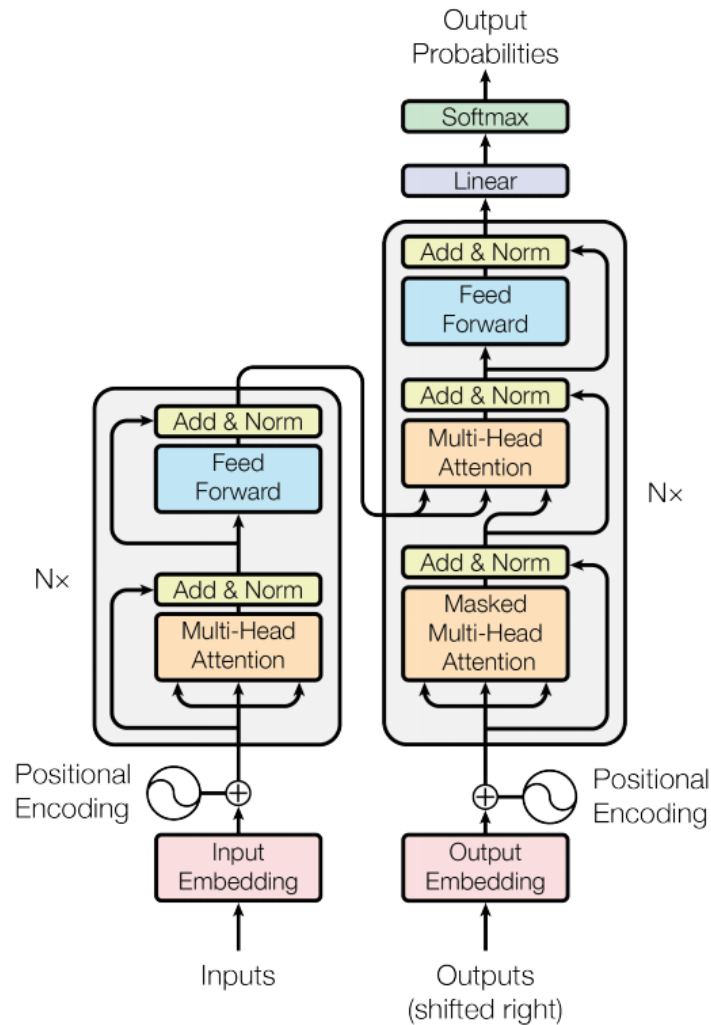 Output
Probabilities
Softmax
Linear
Add & Norm
Feed
Forward
Add & Norm
Multi-Head
Attention
Nx
Add & Norm
Masked
Multi-Head
Attention
Add & Norm
Feed
Forward
Nx
Add & Norm
Multi-Head
Attention
Positional
Encoding
Positional
Encoding
Input
Embedding
Output
Embedding
Inputs
Outputs
(shifted right)